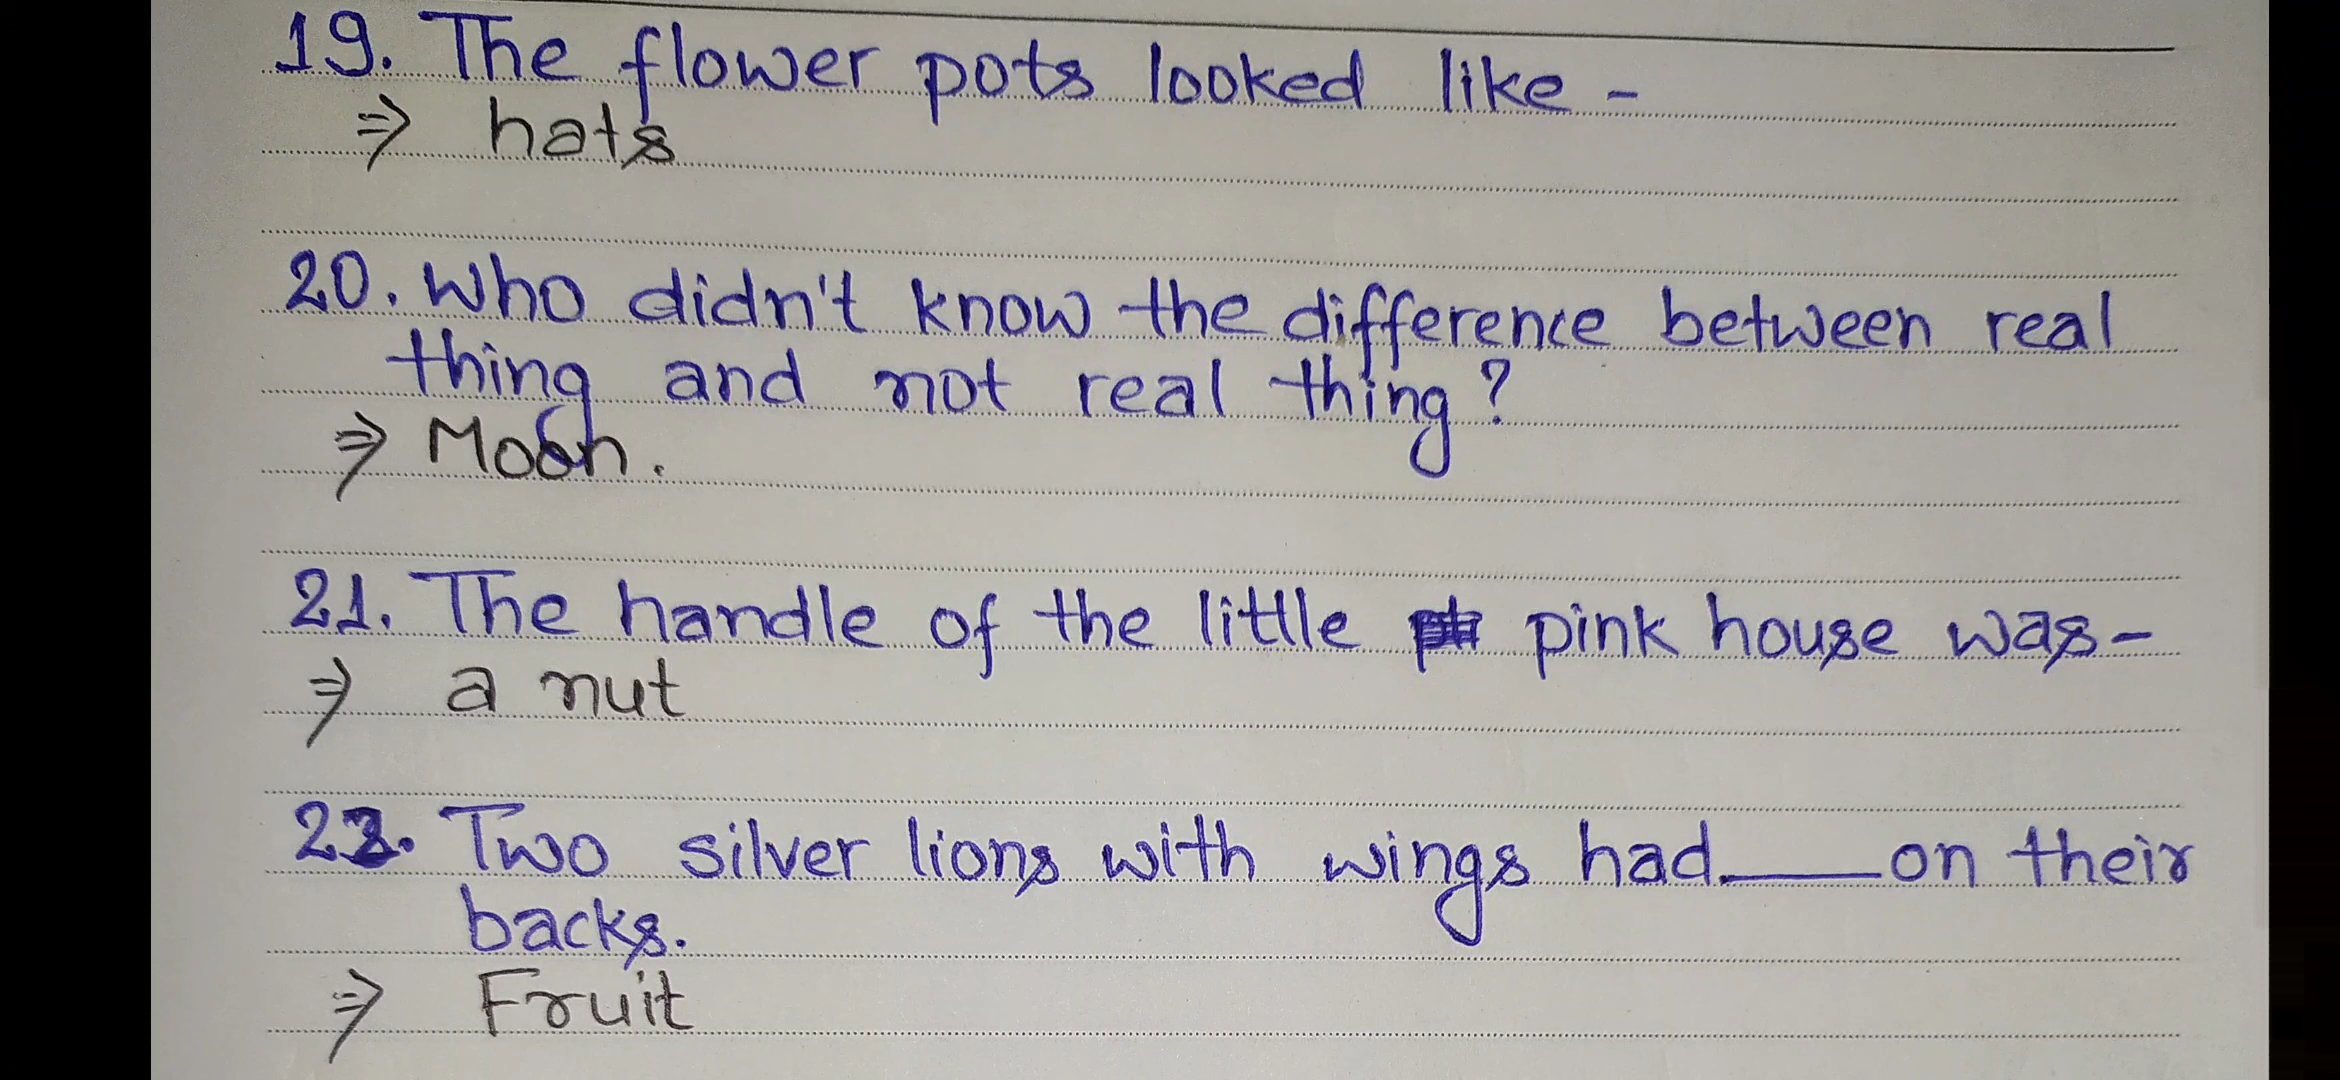 19. The flower pots looked like -
⇒ hats
20. Who didn't know the difference between real
thing and not real thing?
⇒ Moon.
21. The handle of the little pink house was-
⇒ a nut
22. Two silver lions with wings had ____ on their
backs.
⇒ Fruit